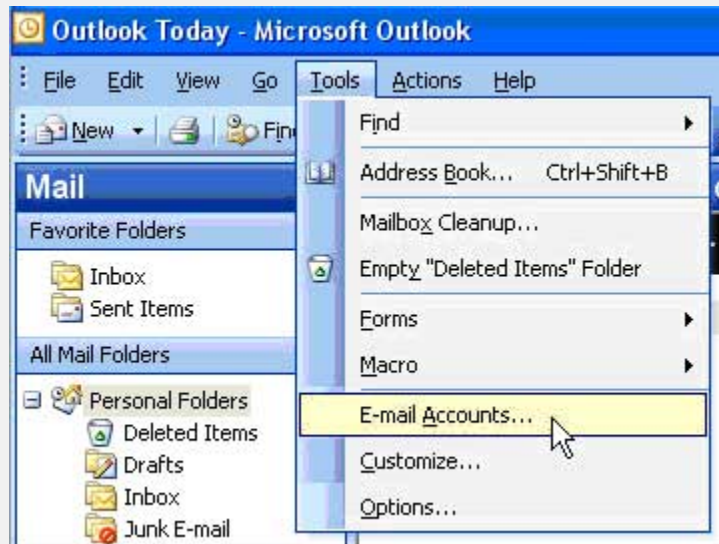 Outlook Today - Microsoft Outlook
File Edit View Go Tools Actions Help
New
Find
Address Book... Ctrl+Shift+B
Mailbox Cleanup...
Empty "Deleted Items" Folder
Forms
Macro
E-mail Accounts...
Customize...
Options...
Mail
Favorite Folders
Inbox
Sent Items
All Mail Folders
Personal Folders
Deleted Items
Drafts
Inbox
Junk E-mail